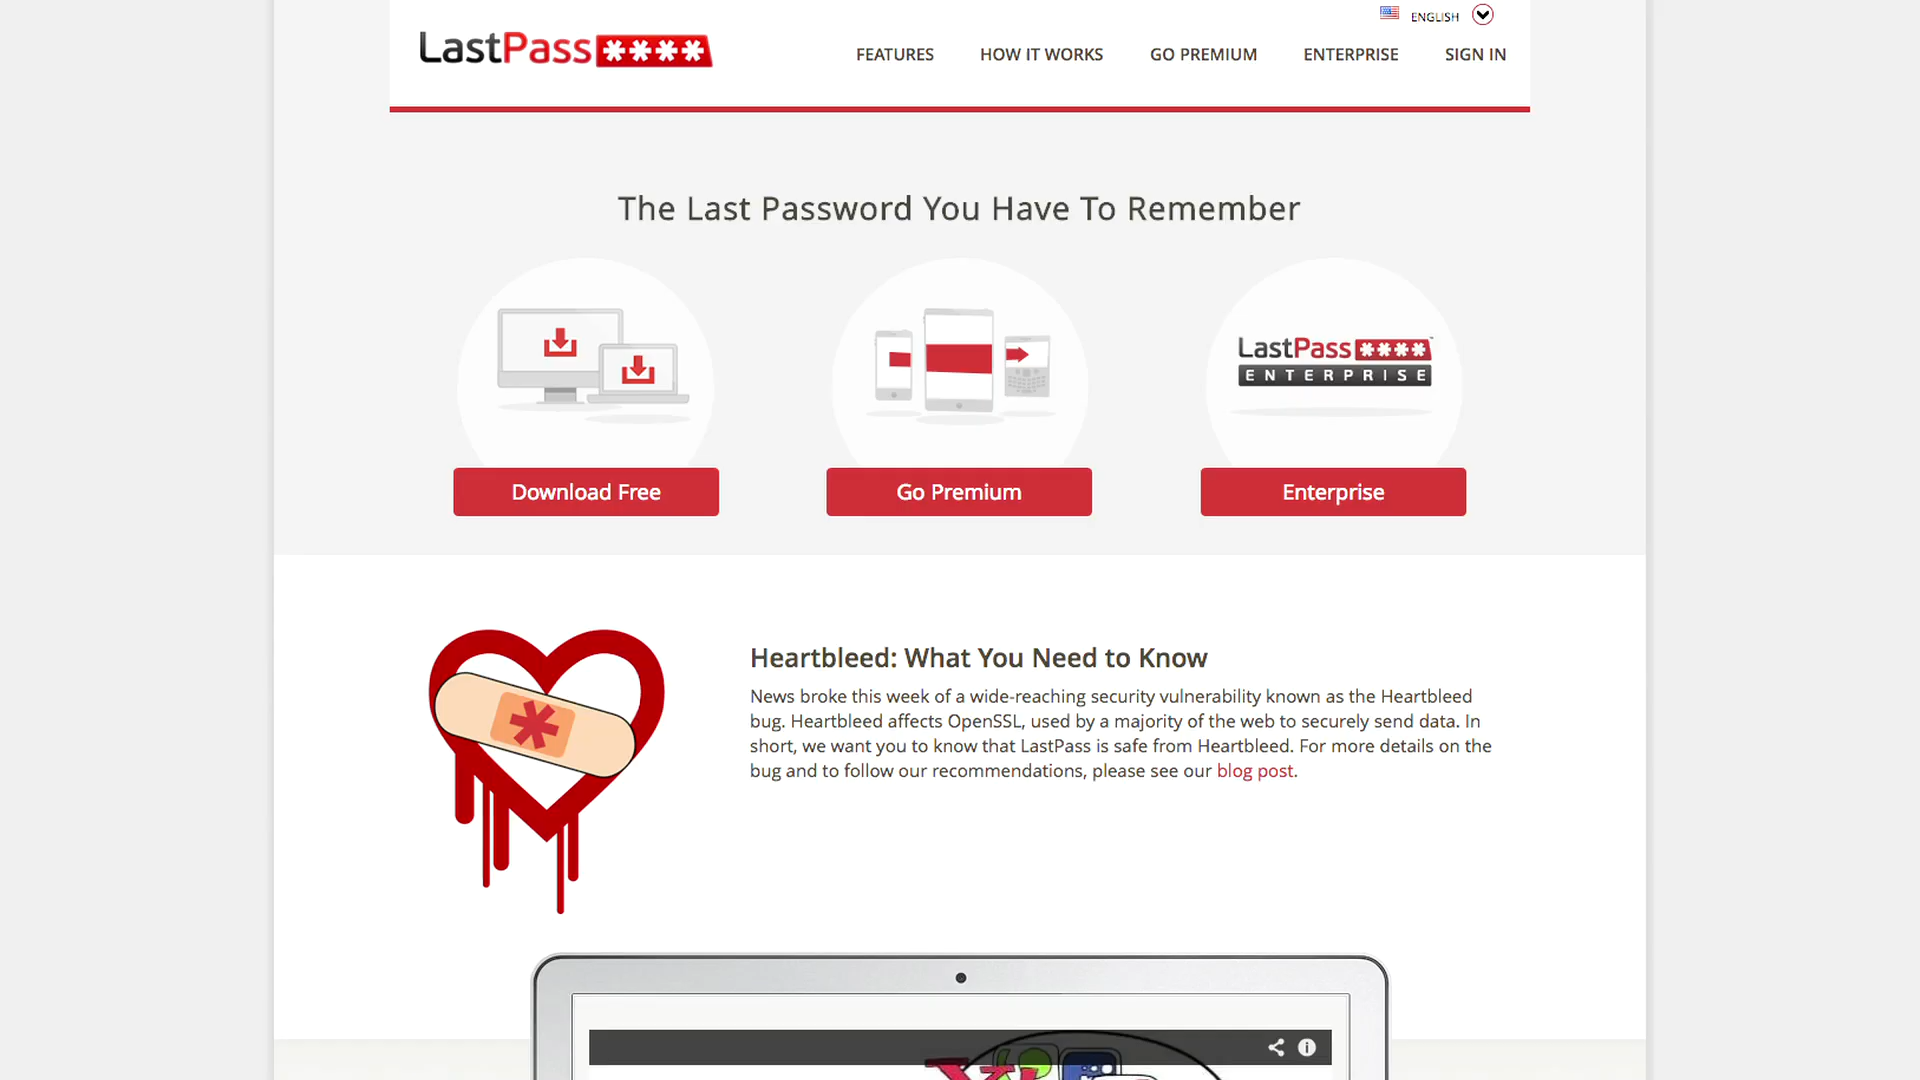 ENGLISH
LastPass ****
FEATURES
HOW IT WORKS
GO PREMIUM
ENTERPRISE
SIGN IN
The Last Password You Have To Remember
LastPass ****
ENTERPRISE
Download Free
Go Premium
Enterprise
Heartbleed: What You Need to Know
News broke this week of a wide-reaching security vulnerability known as the Heartbleed
bug. Heartbleed affects OpenSSL, used by a majority of the web to securely send data. In
short, we want you to know that LastPass is safe from Heartbleed. For more details on the
bug and to follow our recommendations, please see our blog post.